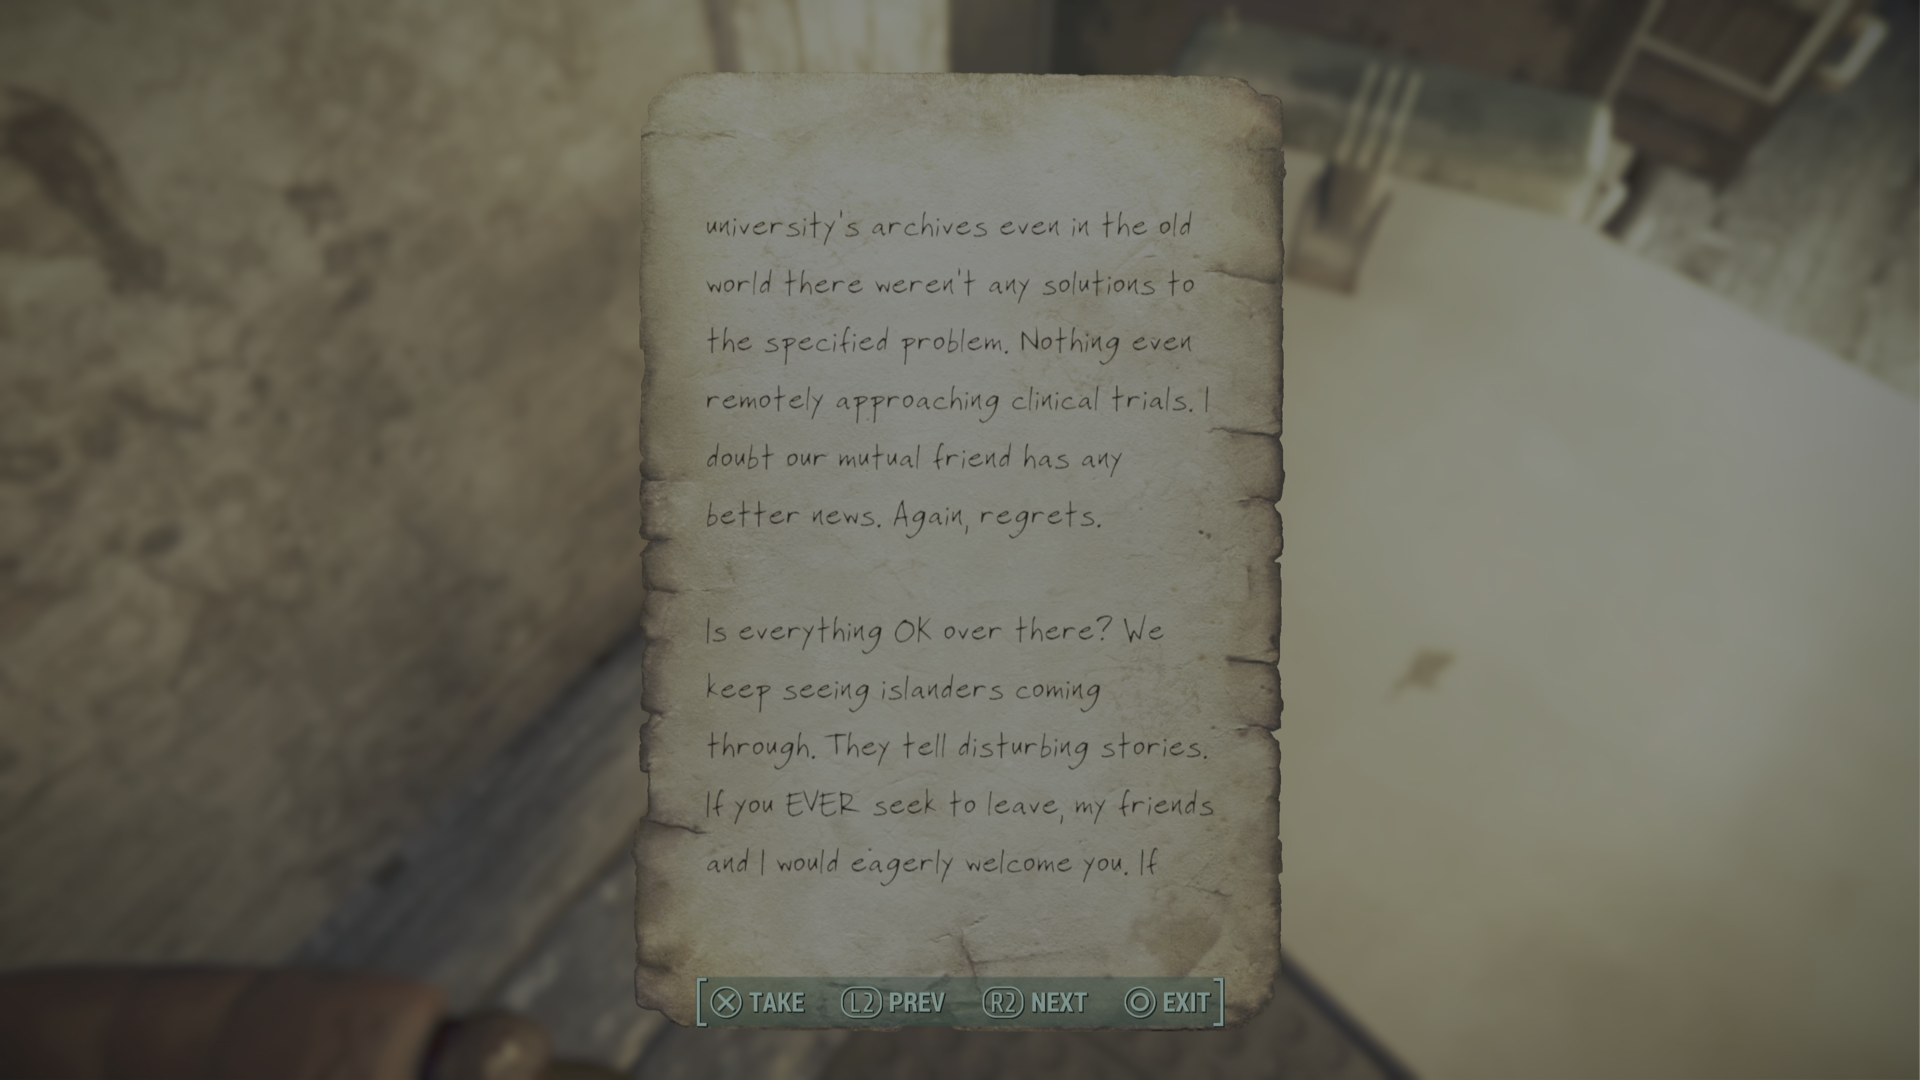 university's archives even in the old
world there weren't any solutions to
the specified problem. Nothing even
remotely approaching clinical trials. I
doubt our mutual friend has any
better news. Again, regrets.
Is everything OK over there? We
keep seeing islanders coming
through. They tell disturbing stories.
If you EVER seek to leave, my friends
and I would eagerly welcome you. If
TAKE L2 PREV R2 NEXT EXIT